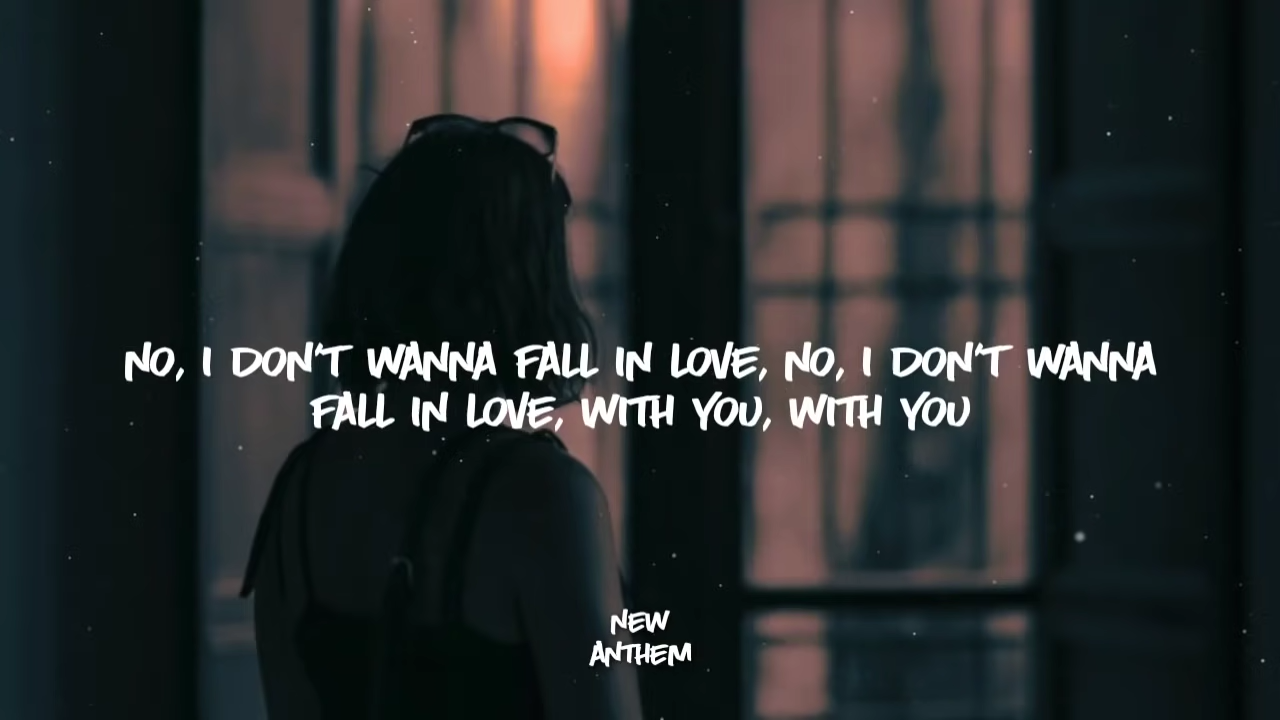 NO, I DON'T WANNA FALL IN LOVE, NO, I DON'T WANNA
FALL IN LOVE, WITH YOU, WITH YOU
NEW
ANTHEM